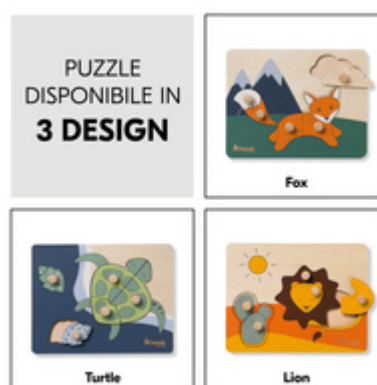 PUZZLE
DISPONIBILE IN
3 DESIGN
Fox
Turtle
Lion